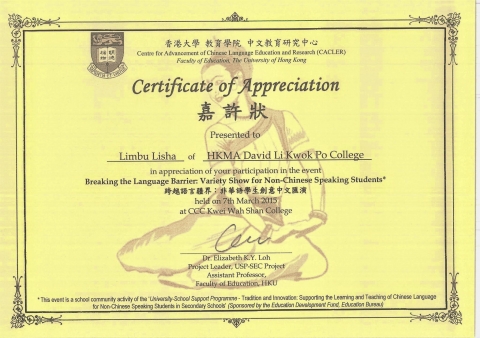 香港大學 教育學院 中文教育研究中心
Centre for Advancement of Chinese Language Education and Research (CACLER)
Faculty of Education, The University of Hong Kong
Certificate of Appreciation
嘉許狀
Presented to
Limbu Lisha of HKMA David Li Kwok Po College
in appreciation of your participation in the event
Breaking the Language Barrier: Variety Show for Non-Chinese Speaking Students*
跨越語言疆界：非華語學生創意中文匯演
held on 7th March 2015
at CCC Kwei Wah Shan College
Dr. Elizabeth K.Y. Loh
Project Leader, USP-SEC Project
Assistant Professor,
Faculty of Education, HKU
* This event is a school community activity of the 'University-School Support Programme - Tradition and Innovation: Supporting the Learning and Teaching of Chinese Language
for Non-Chinese Speaking Students in Secondary Schools' (Sponsored by the Education Development Fund, Education Bureau)